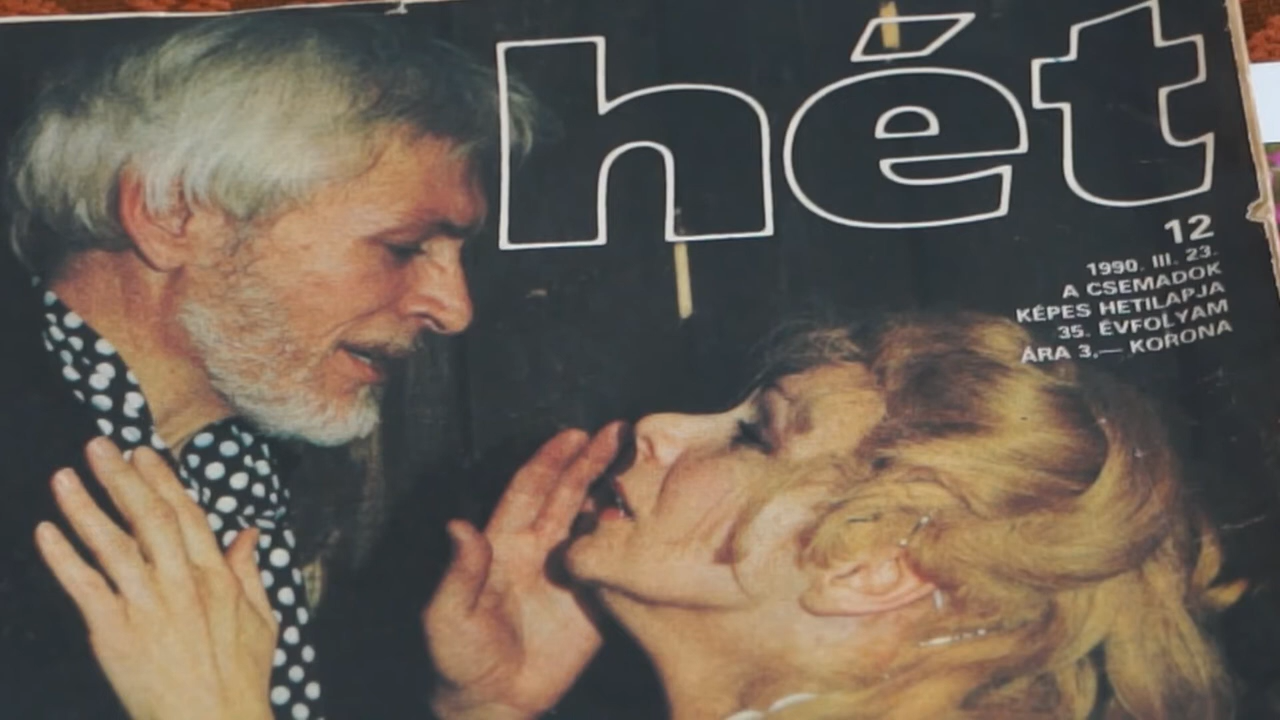 hét
12
1990. III. 23.
A CSEMADOK
KÉPES HETILAPJA
35. ÉVFOLYAM
ÁRA 3,— KORONA